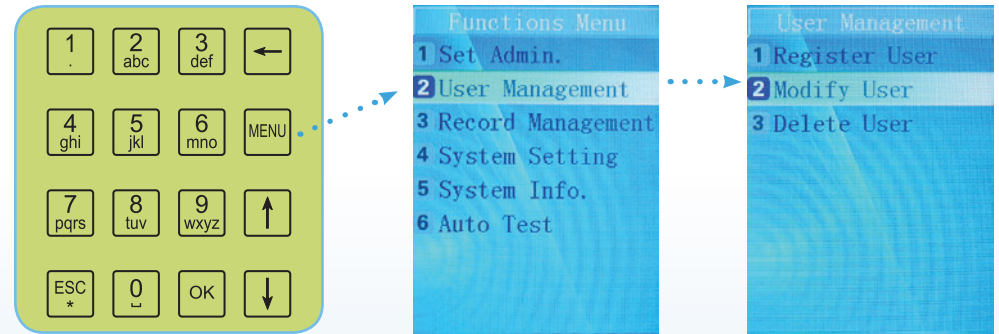 1
.
2
abc
3
def
←
4
ghi
5
jkl
6
mno
MENU
7
pqrs
8
tuv
9
wxyz
↑
ESC
*
0
␣
OK
↓
Functions Menu
1 Set Admin.
2 User Management
3 Record Management
4 System Setting
5 System Info.
6 Auto Test
User Management
1 Register User
2 Modify User
3 Delete User